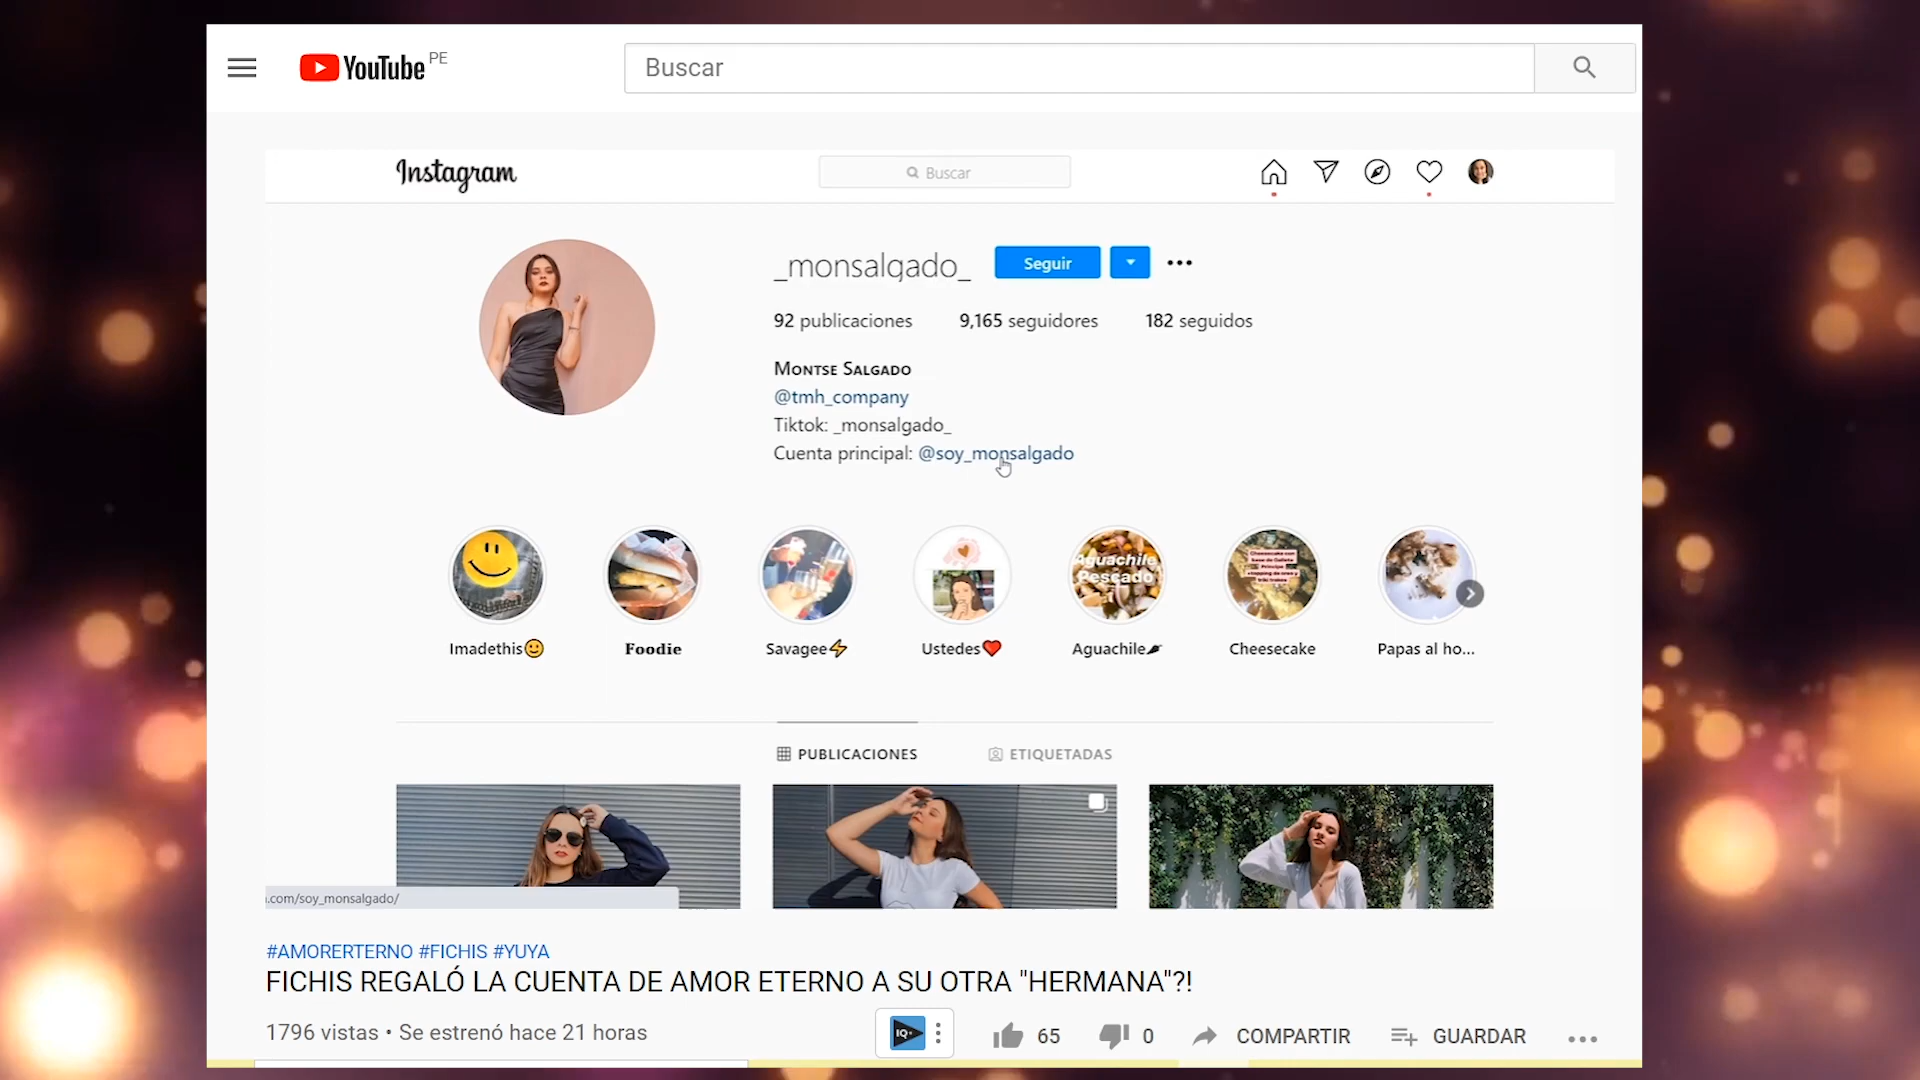 YouTube PE
Buscar
Instagram
Buscar
_monsalgado_
Seguir
92 publicaciones 9,165 seguidores 182 seguidos
Montse Salgado
@tmh_company
Tiktok: _monsalgado_
Cuenta principal: @soy_monsalgado
Aguachile
Pescado
Imadethis
Foodie
Savagee
Ustedes
Aguachile
Cheesecake
Papas al ho...
PUBLICACIONES
ETIQUETADAS
.com/soy_monsalgado/
#AMORERTERNO #FICHIS #YUYA
FICHIS REGALÓ LA CUENTA DE AMOR ETERNO A SU OTRA "HERMANA"?!
1796 vistas • Se estrenó hace 21 horas
IQ
65
0
COMPARTIR
GUARDAR